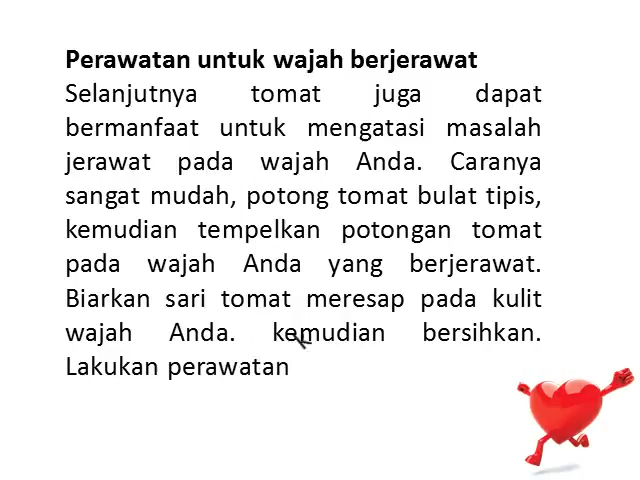 Perawatan untuk wajah berjerawat
Selanjutnya tomat juga dapat
bermanfaat untuk mengatasi masalah
jerawat pada wajah Anda. Caranya
sangat mudah, potong tomat bulat tipis,
kemudian tempelkan potongan tomat
pada wajah Anda yang berjerawat.
Biarkan sari tomat meresap pada kulit
wajah Anda. kemudian bersihkan.
Lakukan perawatan